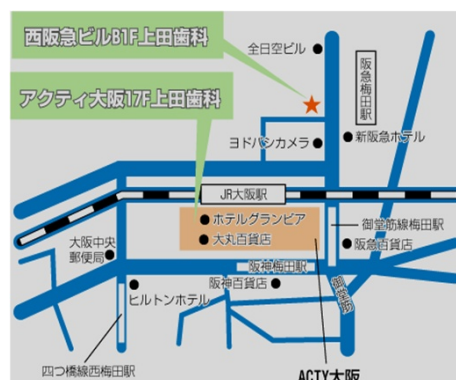 西阪急ビルB1F上田歯科
全日空ビル
阪急梅田駅
アクティ大阪17F上田歯科
ヨドバシカメラ
新阪急ホテル
JR大阪駅
ホテルグランビア
大丸百貨店
御堂筋線梅田駅
阪急百貨店
大阪中央
郵便局
阪神梅田駅
阪神百貨店
御堂筋
ヒルトンホテル
四つ橋線西梅田駅
ACTY大阪